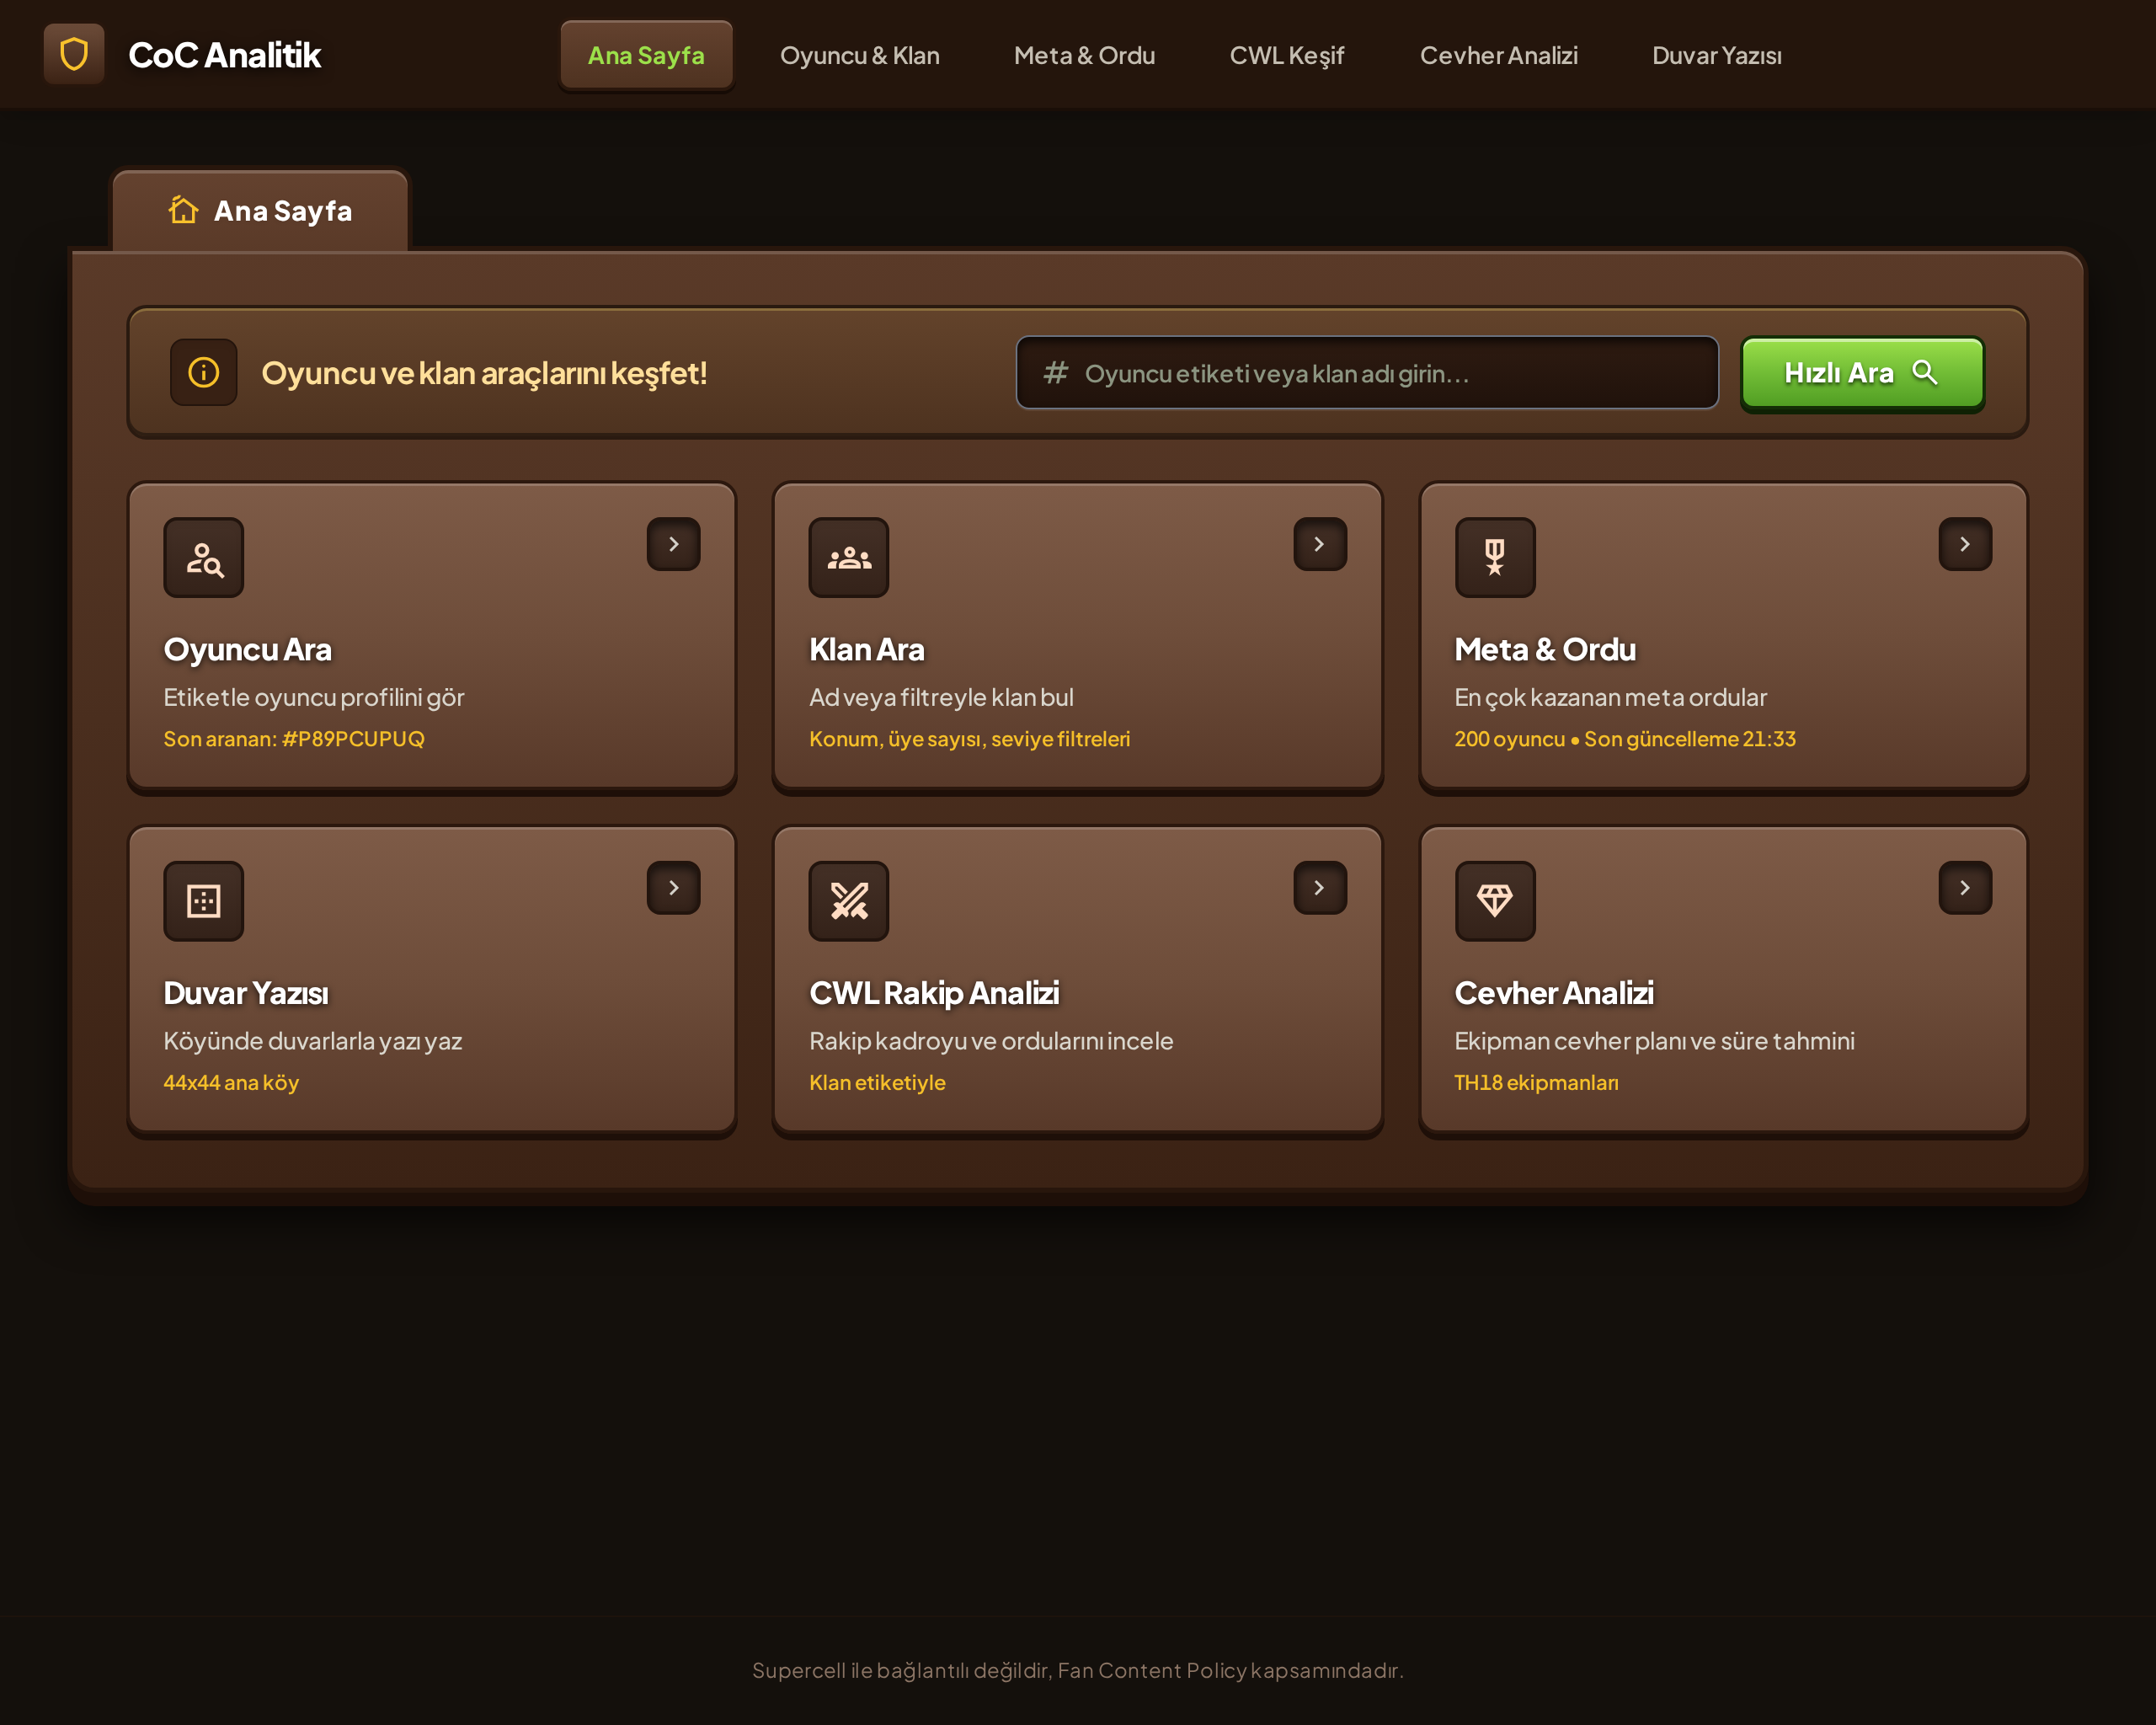 CoC Analitik
Ana Sayfa
Oyuncu & Klan
Meta & Ordu
CWL Keşif
Cevher Analizi
Duvar Yazısı
Ana Sayfa
Oyuncu ve klan araçlarını keşfet!
# Oyuncu etiketi veya klan adı girin...
Hızlı Ara
Oyuncu Ara
Etiketle oyuncu profilini gör
Son aranan: #P89PCUPUQ
Klan Ara
Ad veya filtreyle klan bul
Konum, üye sayısı, seviye filtreleri
Meta & Ordu
En çok kazanan meta ordular
200 oyuncu • Son güncelleme 21:33
Duvar Yazısı
Köyünde duvarlarla yazı yaz
44x44 ana köy
CWL Rakip Analizi
Rakip kadroyu ve ordularını incele
Klan etiketiyle
Cevher Analizi
Ekipman cevher planı ve süre tahmini
TH18 ekipmanları
Supercell ile bağlantılı değildir, Fan Content Policy kapsamındadır.